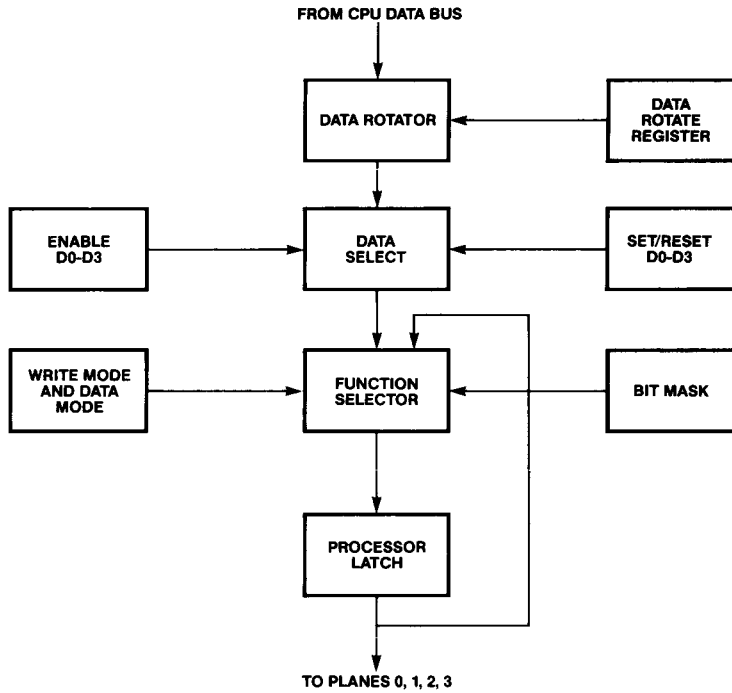 FROM CPU DATA BUS
DATA ROTATOR
DATA
ROTATE
REGISTER
ENABLE
D0-D3
DATA
SELECT
SET/RESET
D0-D3
WRITE MODE
AND DATA
MODE
FUNCTION
SELECTOR
BIT MASK
PROCESSOR
LATCH
TO PLANES 0, 1, 2, 3